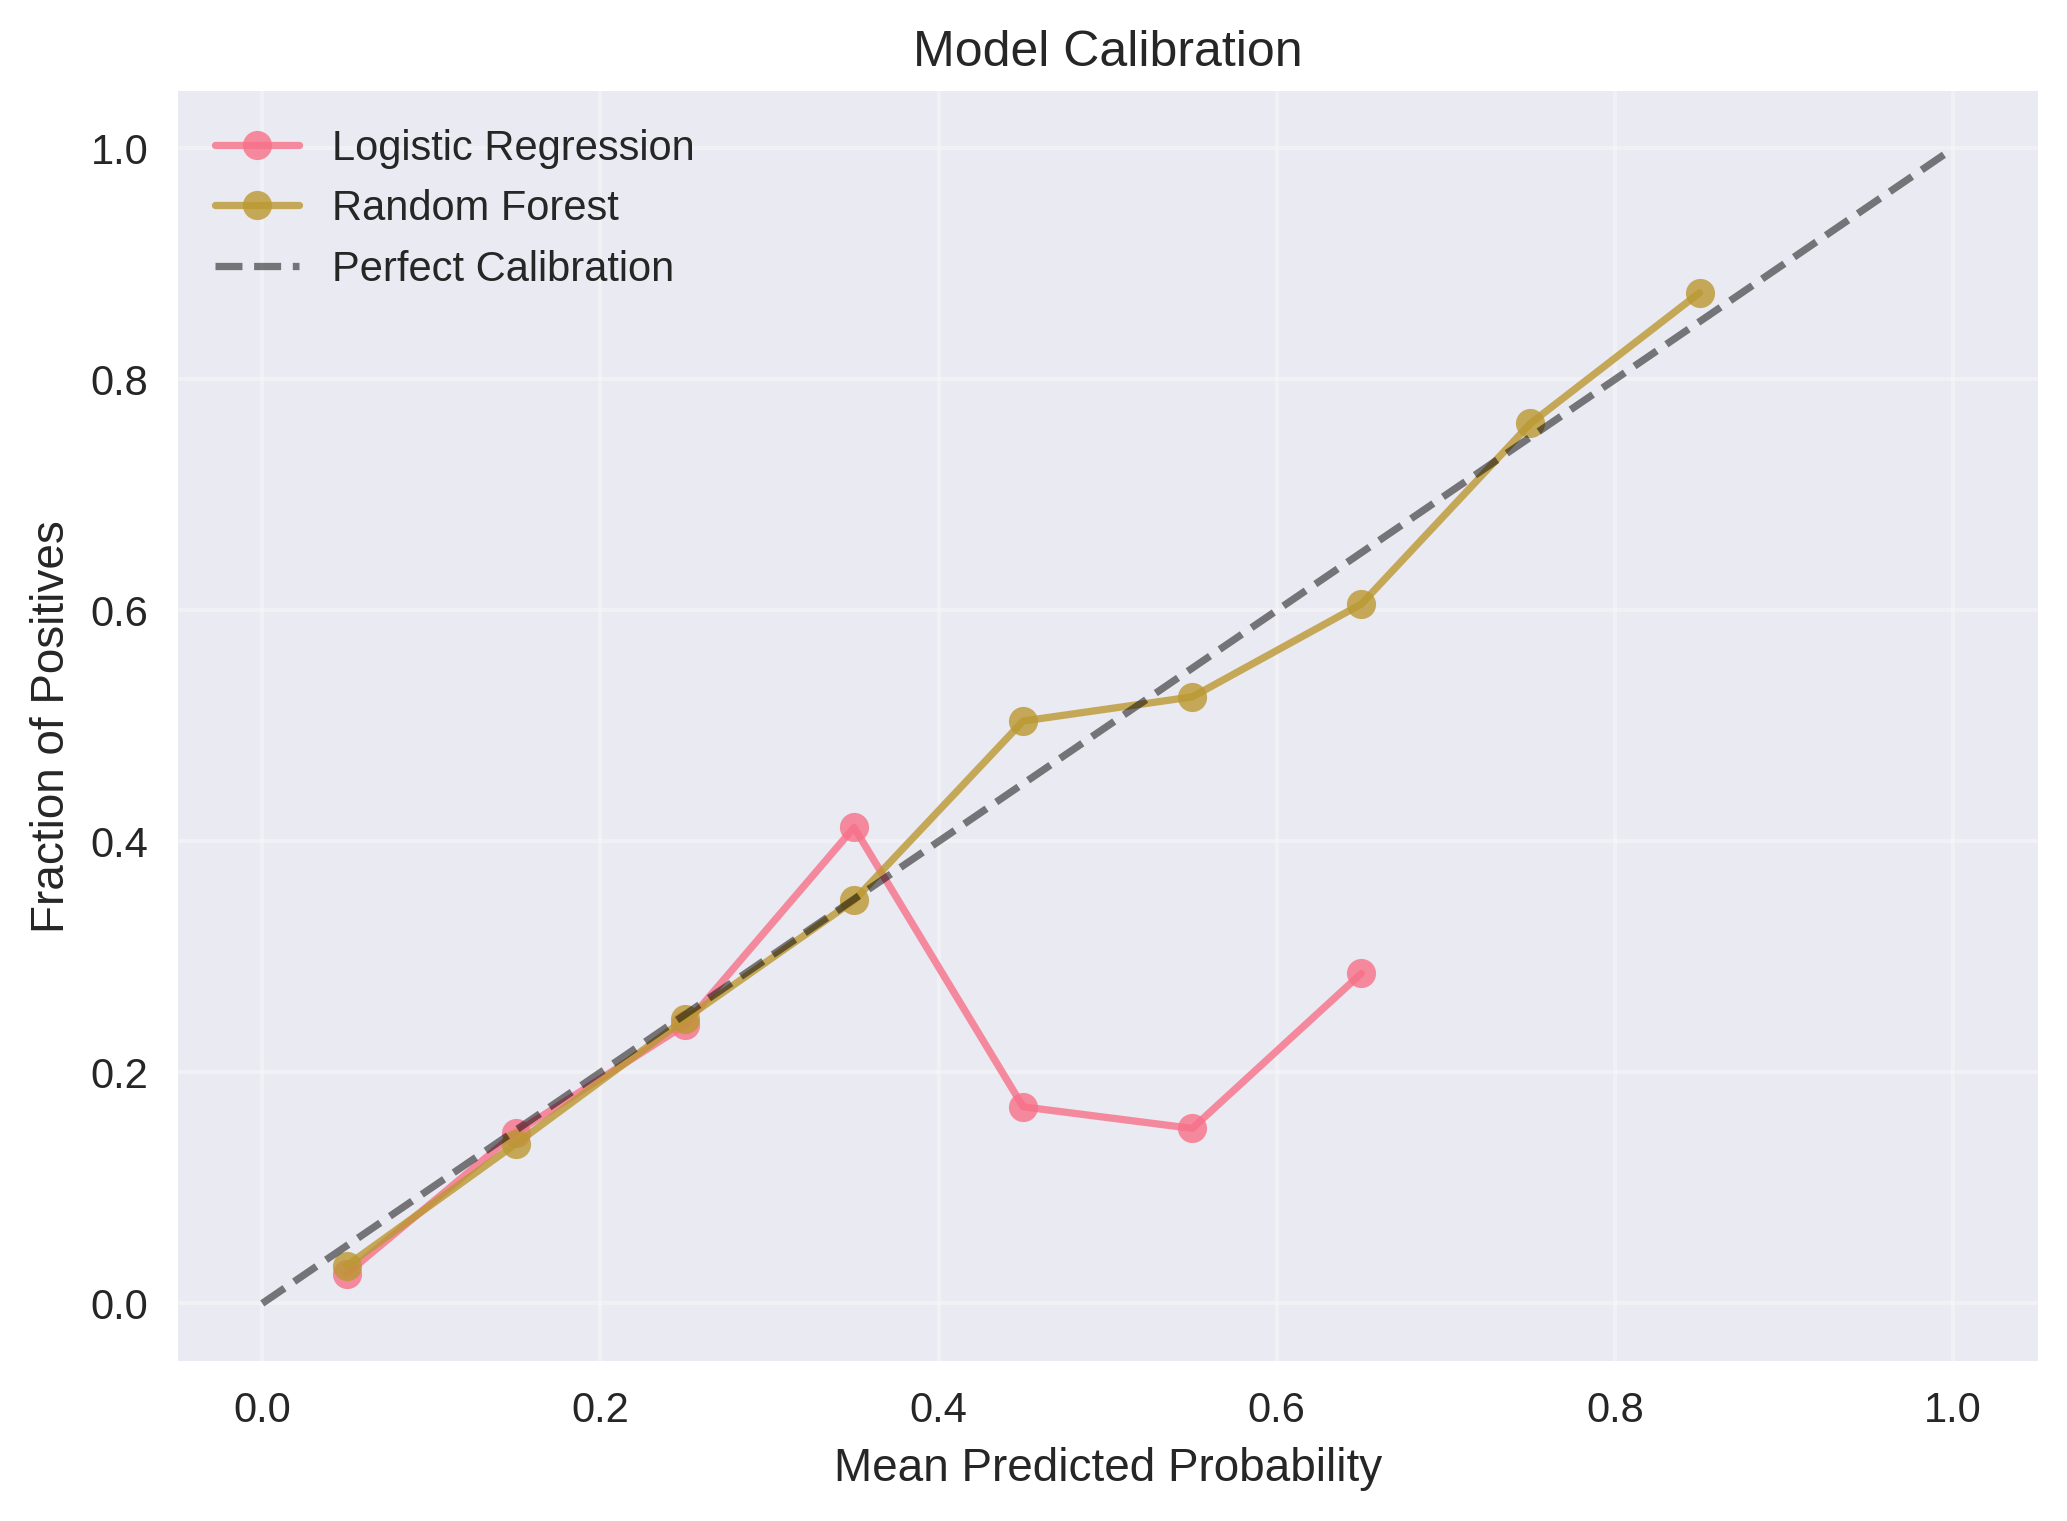 Model Calibration
Logistic Regression
Random Forest
Perfect Calibration
1.0
0.8
0.6
0.4
0.2
0.0
Fraction of Positives
0.0 0.2 0.4 0.6 0.8 1.0
Mean Predicted Probability